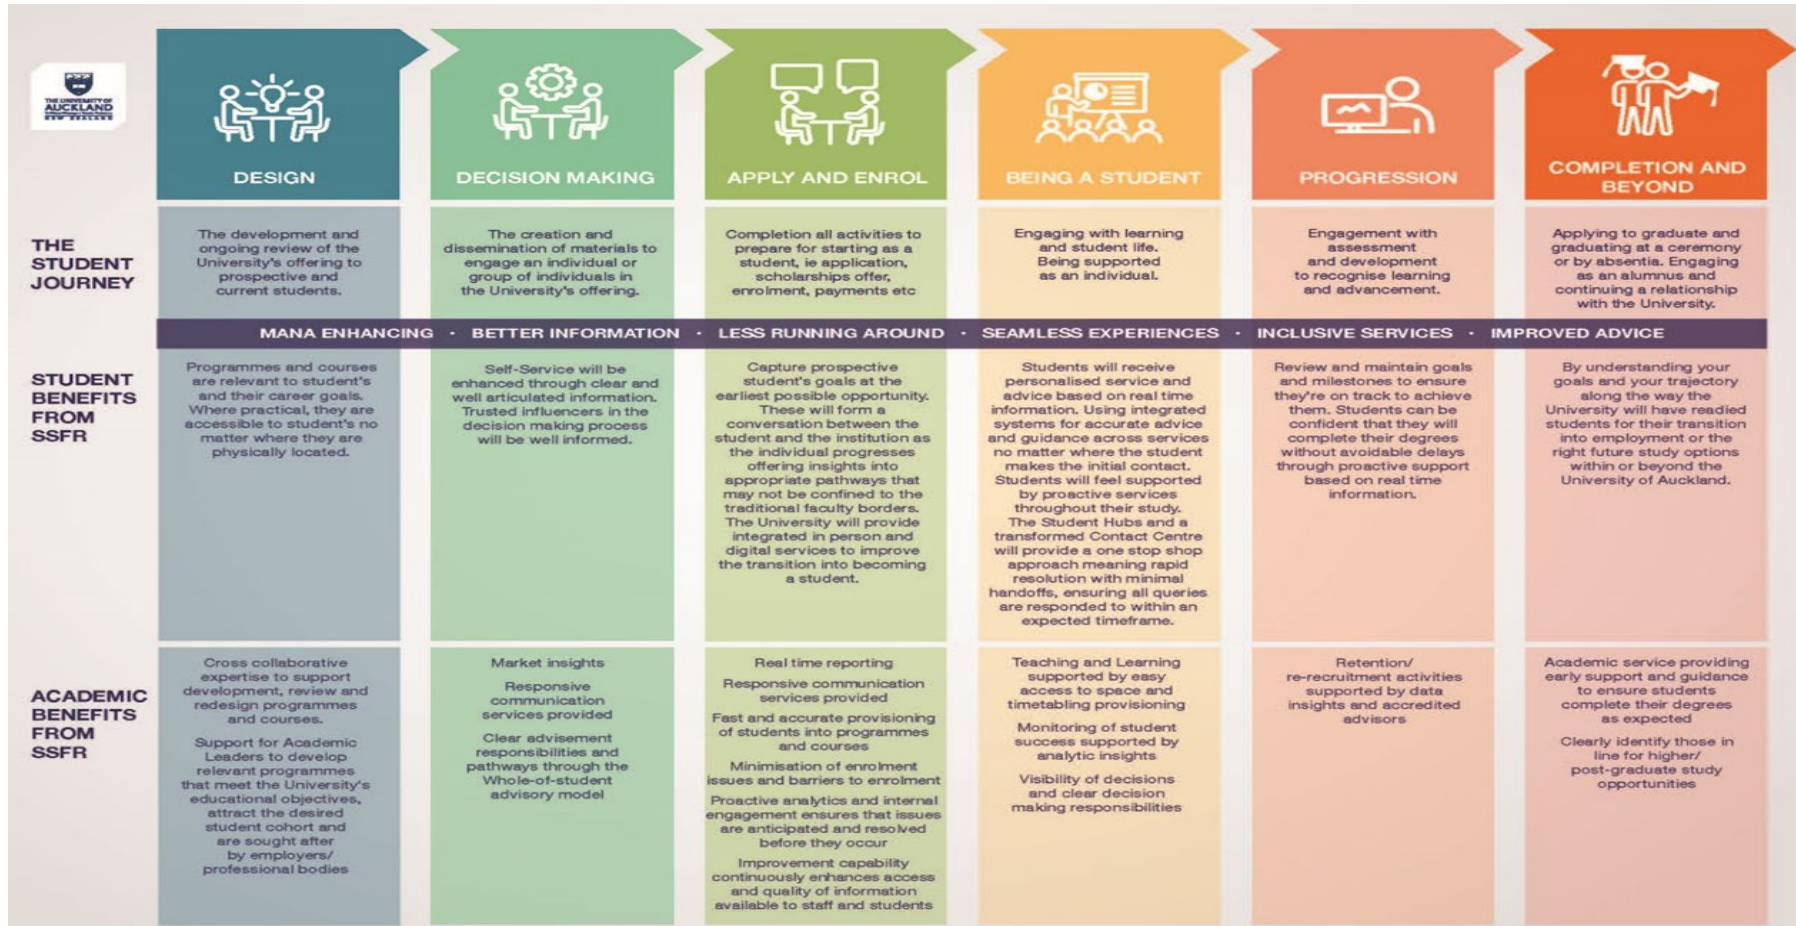 THE UNIVERSITY OF
AUCKLAND
NEW ZEALAND
DESIGN
DECISION MAKING
APPLY AND ENROL
BEING A STUDENT
PROGRESSION
COMPLETION AND
BEYOND
THE
STUDENT
JOURNEY
The development and
ongoing review of the
University's offering to
prospective and
current students.
The creation and
dissemination of materials to
engage an individual or
group of individuals in
the University's offering.
Completion all activities to
prepare for starting as a
student, ie application,
scholarships offer,
enrolment, payments etc
Engaging with learning
and student life.
Being supported
as an individual.
Engagement with
assessment
and development
to recognise learning
and advancement.
Applying to graduate and
graduating at a ceremony
or by absentia. Engaging
as an alumnus and
continuing a relationship
with the University.
MANA ENHANCING · BETTER INFORMATION · LESS RUNNING AROUND · SEAMLESS EXPERIENCES · INCLUSIVE SERVICES · IMPROVED ADVICE
STUDENT
BENEFITS
FROM
SSFR
Programmes and courses
are relevant to student's
and their career goals.
Where practical, they are
accessible to student's no
matter where they are
physically located.
Self-Service will be
enhanced through clear and
well articulated information.
Trusted influencers in the
decision making process
will be well informed.
Capture prospective
student's goals at the
earliest possible opportunity.
These will form a
conversation between the
student and the institution as
the individual progresses
offering insights into
appropriate pathways that
may not be confined to the
traditional faculty borders.
The University will provide
integrated in person and
digital services to improve
the transition into becoming
a student.
Students will receive
personalised service and
advice based on real time
information. Using integrated
systems for accurate advice
and guidance across services
no matter where the student
makes the initial contact.
Students will feel supported
by proactive services
throughout their study.
The Student Hubs and a
transformed Contact Centre
will provide a one stop shop
approach meaning rapid
resolution with minimal
handoffs, ensuring all queries
are responded to within an
expected timeframe.
Review and maintain goals
and milestones to ensure
they're on track to achieve
them. Students can be
confident that they will
complete their degrees
without avoidable delays
through proactive support
based on real time
information.
By understanding your
goals and your trajectory
along the way the
University will have readied
students for their transition
into employment or the
right future study options
within or beyond the
University of Auckland.
ACADEMIC
BENEFITS
FROM
SSFR
Cross collaborative
expertise to support
development, review and
redesign programmes
and courses.
Support for Academic
Leaders to develop
relevant programmes
that meet the University's
educational objectives,
attract the desired
student cohort and
are sought after
by employers/
professional bodies
Market insights
Responsive
communication
services provided
Clear advisement
responsibilities and
pathways through the
Whole-of-student
advisory model
Real time reporting
Responsive communication
services provided
Fast and accurate provisioning
of students into programmes
and courses
Minimisation of enrolment
issues and barriers to enrolment
Proactive analytics and internal
engagement ensures that issues
are anticipated and resolved
before they occur
Improvement capability
continuously enhances access
and quality of information
available to staff and students
Teaching and Learning
supported by easy
access to space and
timetabling provisioning
Monitoring of student
success supported by
analytic insights
Visibility of decisions
and clear decision
making responsibilities
Retention/
re-recruitment activities
supported by data
insights and accredited
advisors
Academic service providing
early support and guidance
to ensure students
complete their degrees
as expected
Clearly identify those in
line for higher/
post-graduate study
opportunities